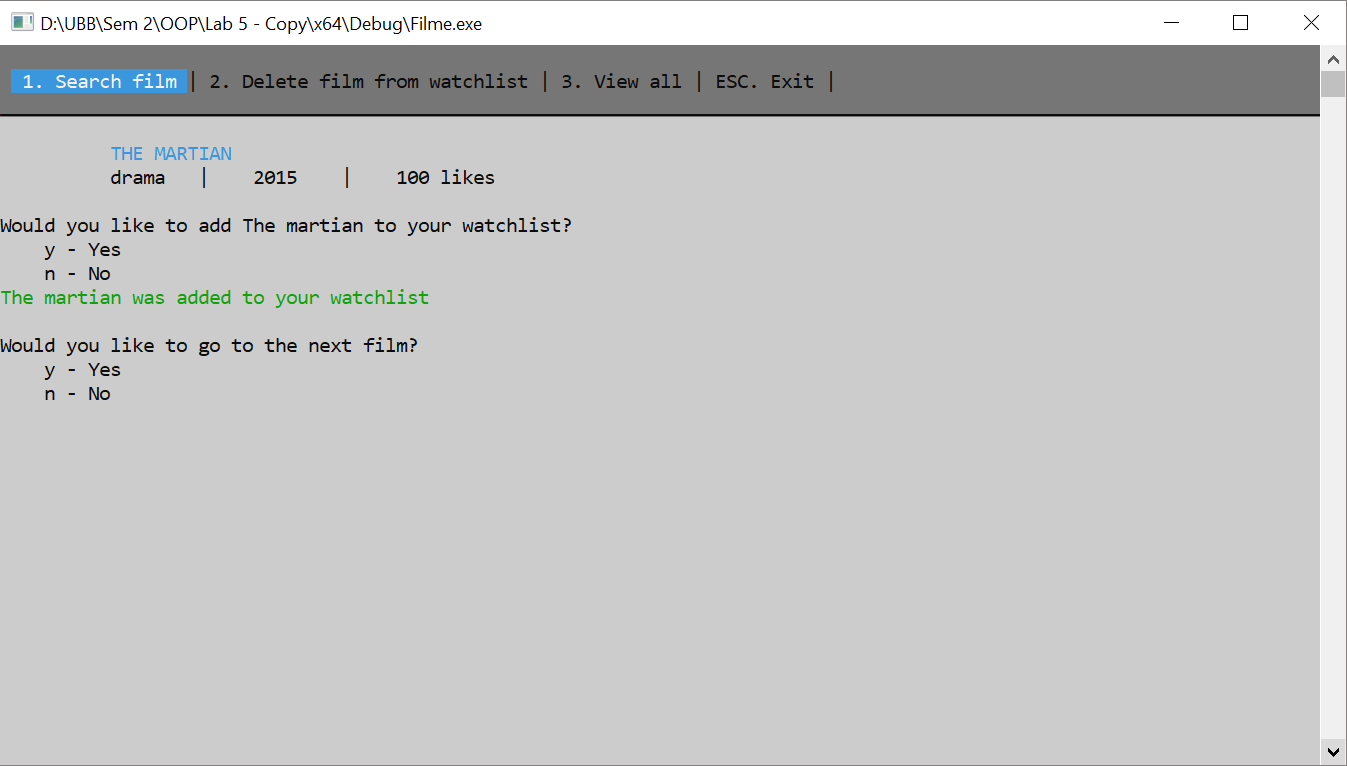 D:\UBB\Sem 2\OOP\Lab 5 - Copy\x64\Debug\Filme.exe
1. Search film | 2. Delete film from watchlist | 3. View all | ESC. Exit |
THE MARTIAN
drama | 2015 | 100 likes
Would you like to add The martian to your watchlist?
y - Yes
n - No
The martian was added to your watchlist
Would you like to go to the next film?
y - Yes
n - No